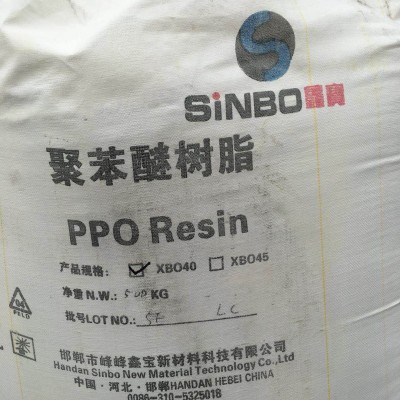 SiNBO 鑫寶
聚苯醚树脂
PPO Resin
产品规格: ☑ XBO40 ☐ XBO45
净重 N.W.: 500 KG
批号LOT NO.: SF LC
邯郸市峰峰鑫宝新材料科技有限公司
Handan Sinbo New Material Technology Co.,Ltd
中国·河北·邯郸HANDAN HEBEI CHINA
0086-310-5325018